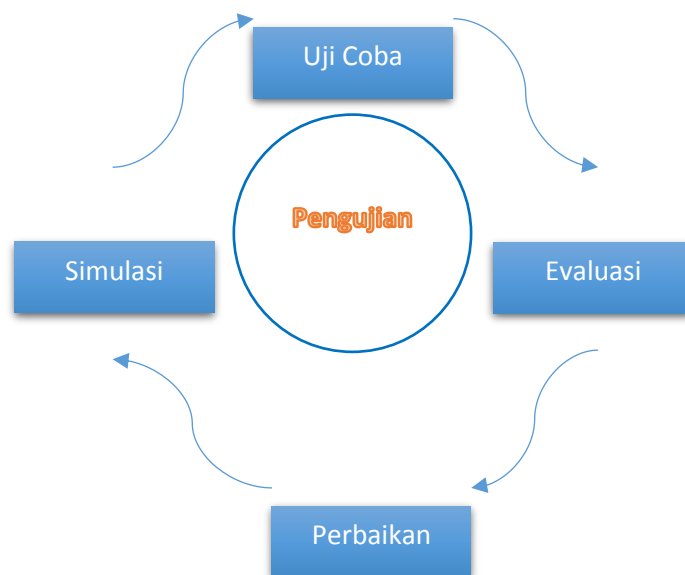 Uji Coba
Pengujian
Simulasi
Evaluasi
Perbaikan